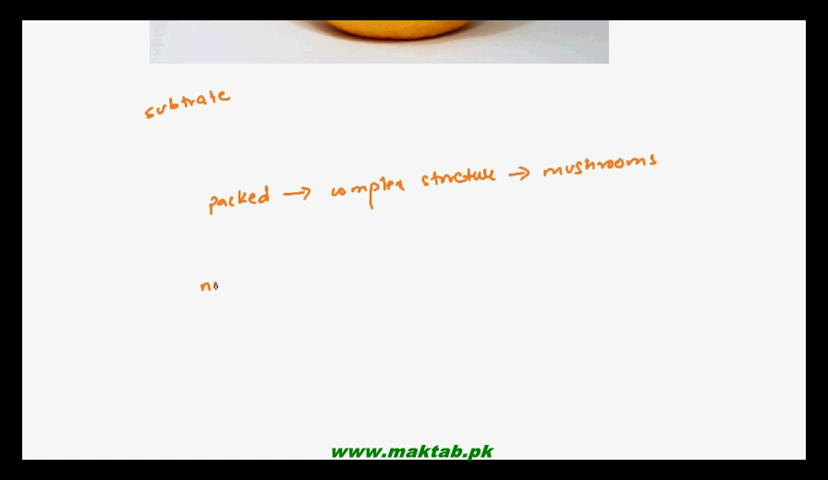 subtrate
packed → complex structure → mushrooms
n
www.maktab.pk